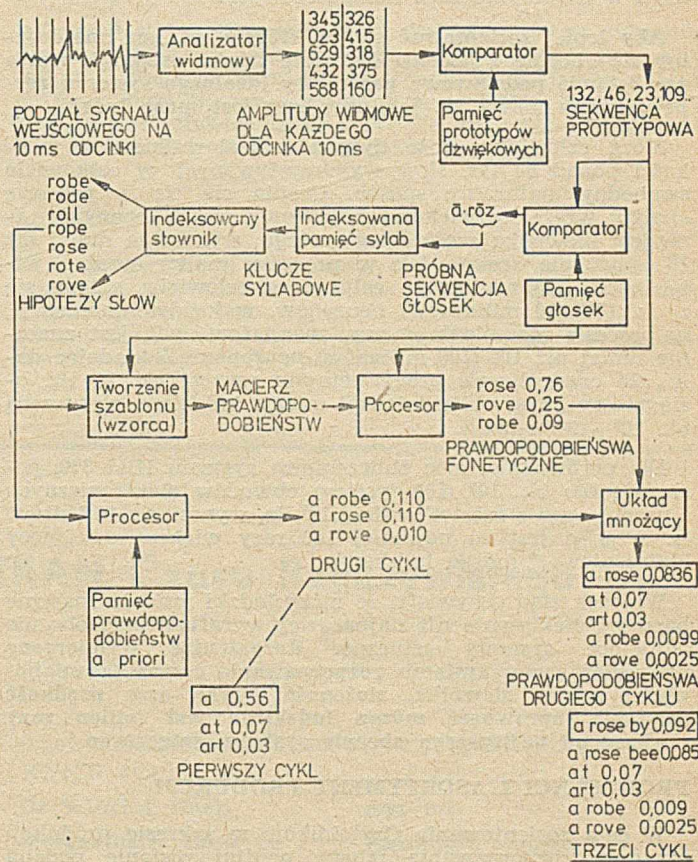 345 326
023 415
629 318
432 375
568 160
Analizator
widmowy
Komparator
PODZIAŁ SYGNAŁU
WEJŚCIOWEGO NA
10 ms ODCINKI
AMPLITUDY WIDMOWE
DLA KAŻDEGO
ODCINKA 10ms
Pamięć
prototypów
dźwiękowych
132, 46, 23, 109..
SEKWENCA
PROTOTYPOWA
robe
rode
roll
rope
rose
rote
rove
HIPOTEZY SŁÓW
Indeksowany
słownik
Indeksowana
pamięć sylab
ā·rōz
Komparator
KLUCZE
SYLABOWE
PRÓBNA
SEKWENCJA
GŁOSEK
Pamięć
głosek
Tworzenie
szablonu
(wzorca)
MACIERZ
PRAWDOPO-
DOBIEŃSTW
Procesor
rose 0,76
rove 0,25
robe 0,09
PRAWDOPODOBIEŃSWA
FONETYCZNE
Procesor
a robe 0,110
a rose 0,110
a rove 0,010
Układ
mnożący
DRUGI CYKL
Pamięć
prawdopo-
dobieństw
a priori
a rose 0,0836
at 0,07
art 0,03
a robe 0,0099
a rove 0,0025
PRAWDOPODOBIEŃSWA
DRUGIEGO CYKLU
a 0,56
at 0,07
art 0,03
PIERWSZY CYKL
a rose by 0,092
a rose bee 0,085
at 0,07
art 0,03
a robe 0,009
a rove 0,0025
TRZECI CYKL